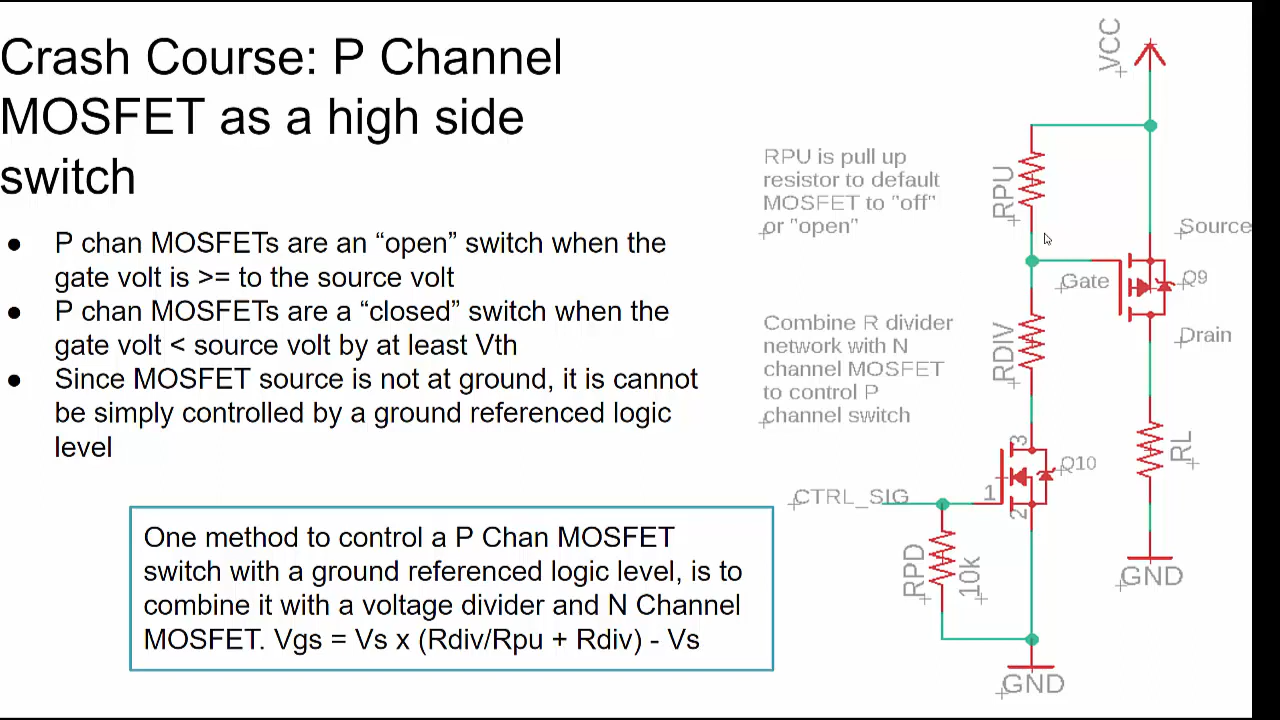 Crash Course: P Channel
MOSFET as a high side
switch
● P chan MOSFETs are an “open” switch when the
gate volt is >= to the source volt
● P chan MOSFETs are a “closed” switch when the
gate volt < source volt by at least Vth
● Since MOSFET source is not at ground, it is cannot
be simply controlled by a ground referenced logic
level
One method to control a P Chan MOSFET
switch with a ground referenced logic level, is to
combine it with a voltage divider and N Channel
MOSFET. Vgs = Vs x (Rdiv/Rpu + Rdiv) - Vs
VCC
RPU is pull up
resistor to default
MOSFET to "off"
or "open"
RPU
Source
Gate
Q9
Drain
Combine R divider
network with N
channel MOSFET
to control P
channel switch
RDIV
3
Q10
RL
CTRL_SIG
1
2
RPD
10k
GND
GND